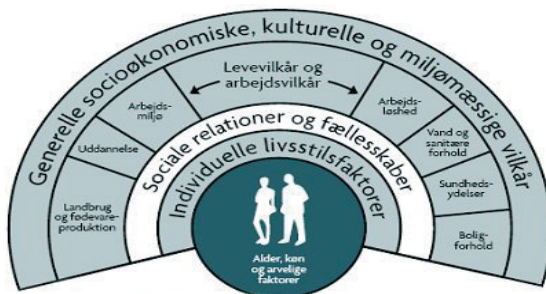 Generelle socioøkonomiske, kulturelle og miljømæssige vilkår
Levevilkår og
arbejdsvilkår
Landbrug
og fødevare-
produktion
Uddannelse
Arbejds-
miljø
Arbejds-
løshed
Vand og
sanitære
forhold
Sundheds-
ydelser
Bolig-
forhold
Sociale relationer og fællesskaber
Individuelle livsstilsfaktorer
Alder, køn
og arvelige
faktorer